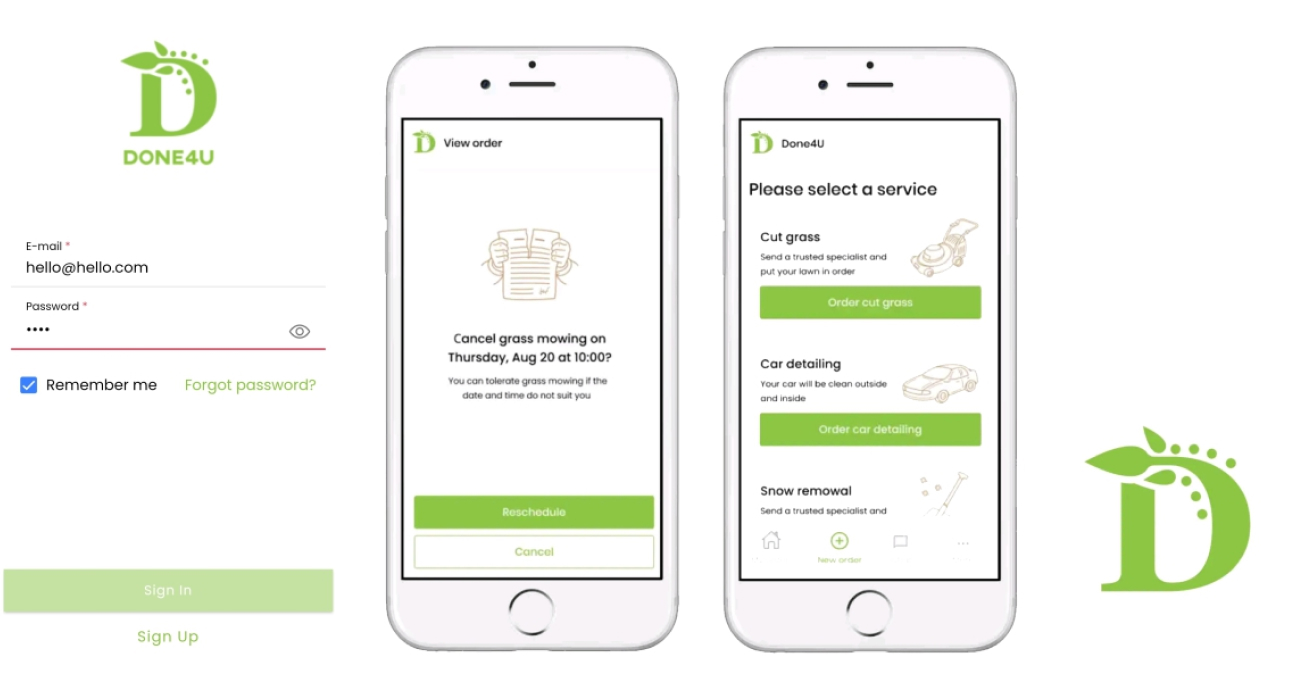 DONE4U
E-mail *
hello@hello.com
Password *
••••
Remember me
Forgot password?
Sign In
Sign Up
View order
Cancel grass mowing on
Thursday, Aug 20 at 10:00?
You can tolerate grass mowing if the
date and time do not suit you
Reschedule
Cancel
Done4U
Please select a service
Cut grass
Send a trusted specialist and
put your lawn in order
Order cut grass
Car detailing
Your car will be clean outside
and inside
Order car detailing
Snow remowal
Send a trusted specialist and
New order